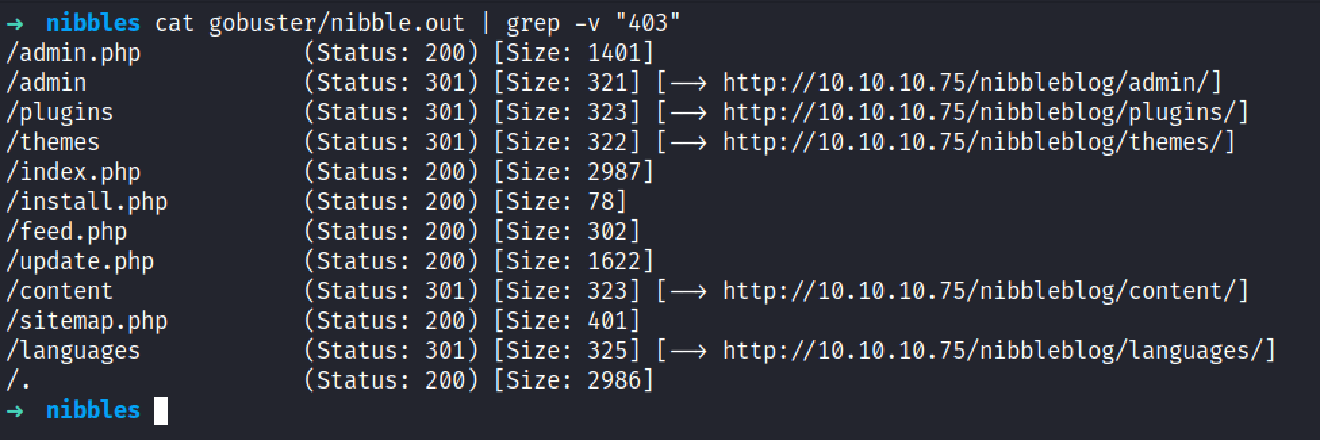 → nibbles cat gobuster/nibble.out | grep -v "403"
/admin.php (Status: 200) [Size: 1401]
/admin (Status: 301) [Size: 321] [⟶ http://10.10.10.75/nibbleblog/admin/]
/plugins (Status: 301) [Size: 323] [⟶ http://10.10.10.75/nibbleblog/plugins/]
/themes (Status: 301) [Size: 322] [⟶ http://10.10.10.75/nibbleblog/themes/]
/index.php (Status: 200) [Size: 2987]
/install.php (Status: 200) [Size: 78]
/feed.php (Status: 200) [Size: 302]
/update.php (Status: 200) [Size: 1622]
/content (Status: 301) [Size: 323] [⟶ http://10.10.10.75/nibbleblog/content/]
/sitemap.php (Status: 200) [Size: 401]
/languages (Status: 301) [Size: 325] [⟶ http://10.10.10.75/nibbleblog/languages/]
/. (Status: 200) [Size: 2986]
→ nibbles